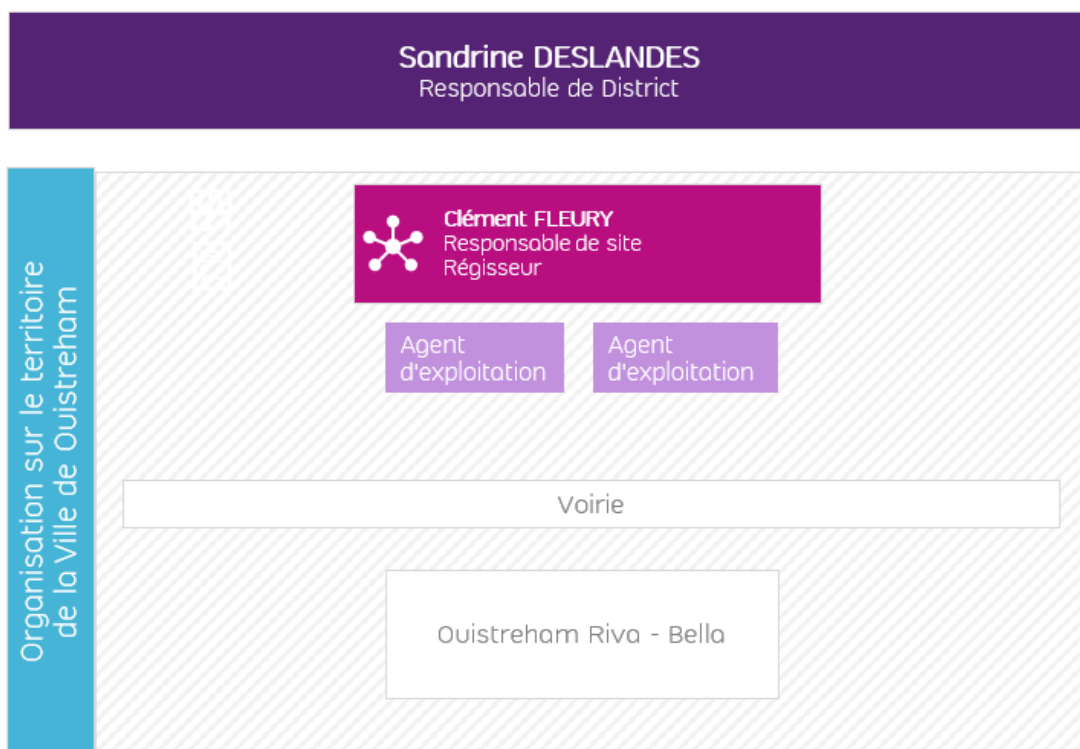 Sandrine DESLANDES
Responsable de District
Organisation sur le territoire
de la Ville de Ouistreham
Clément FLEURY
Responsable de site
Régisseur
Agent
d'exploitation
Agent
d'exploitation
Voirie
Ouistreham Riva - Bella